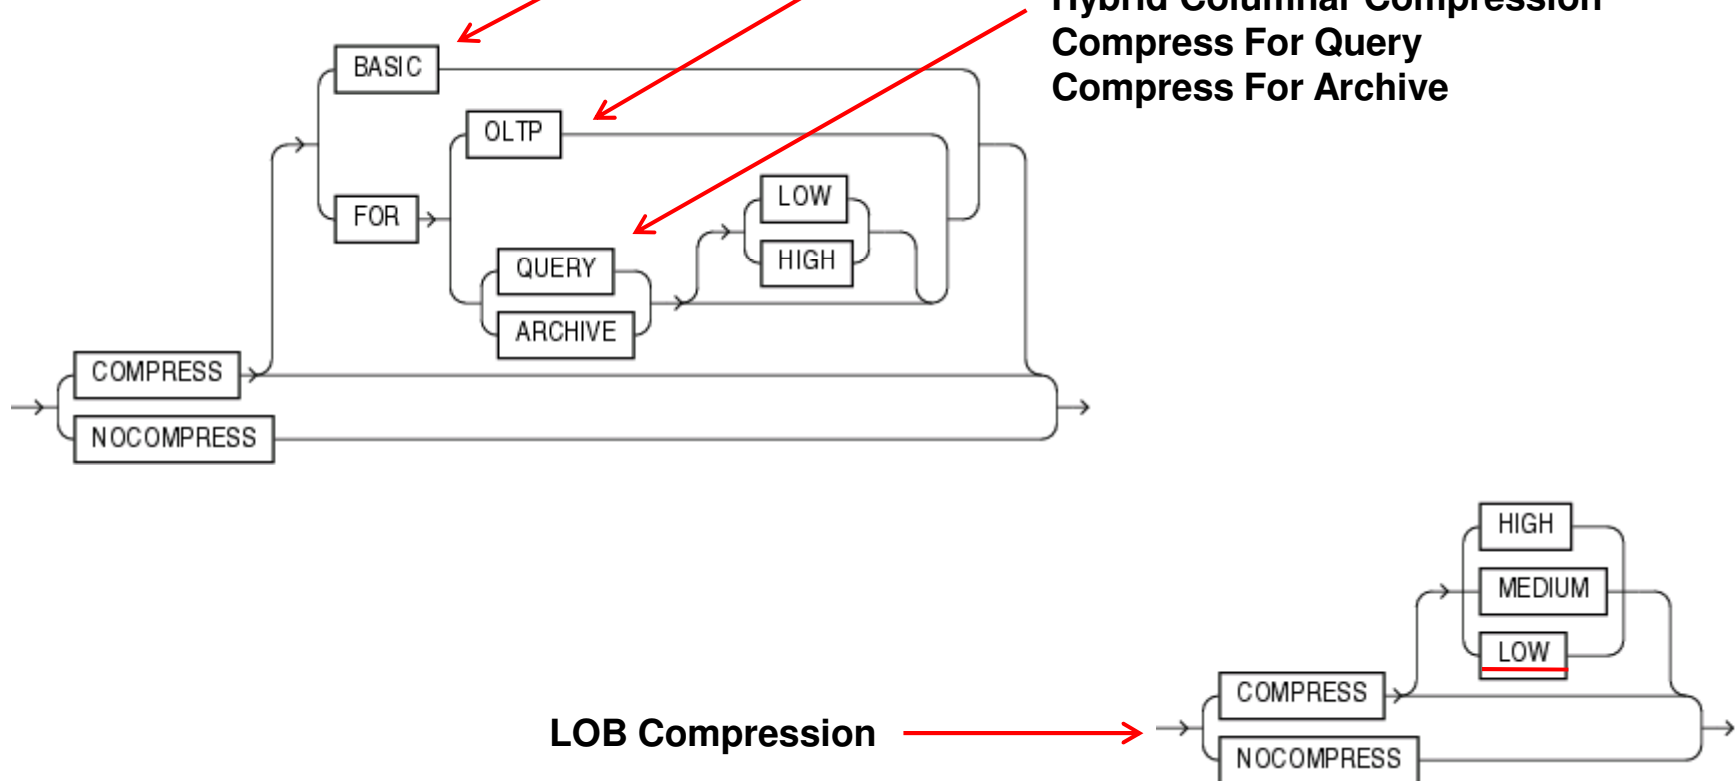 Hybrid Columnar Compression
Compress For Query
Compress For Archive
BASIC
OLTP
LOW
FOR
HIGH
QUERY
ARCHIVE
COMPRESS
NOCOMPRESS
HIGH
MEDIUM
LOW
COMPRESS
LOB Compression
NOCOMPRESS